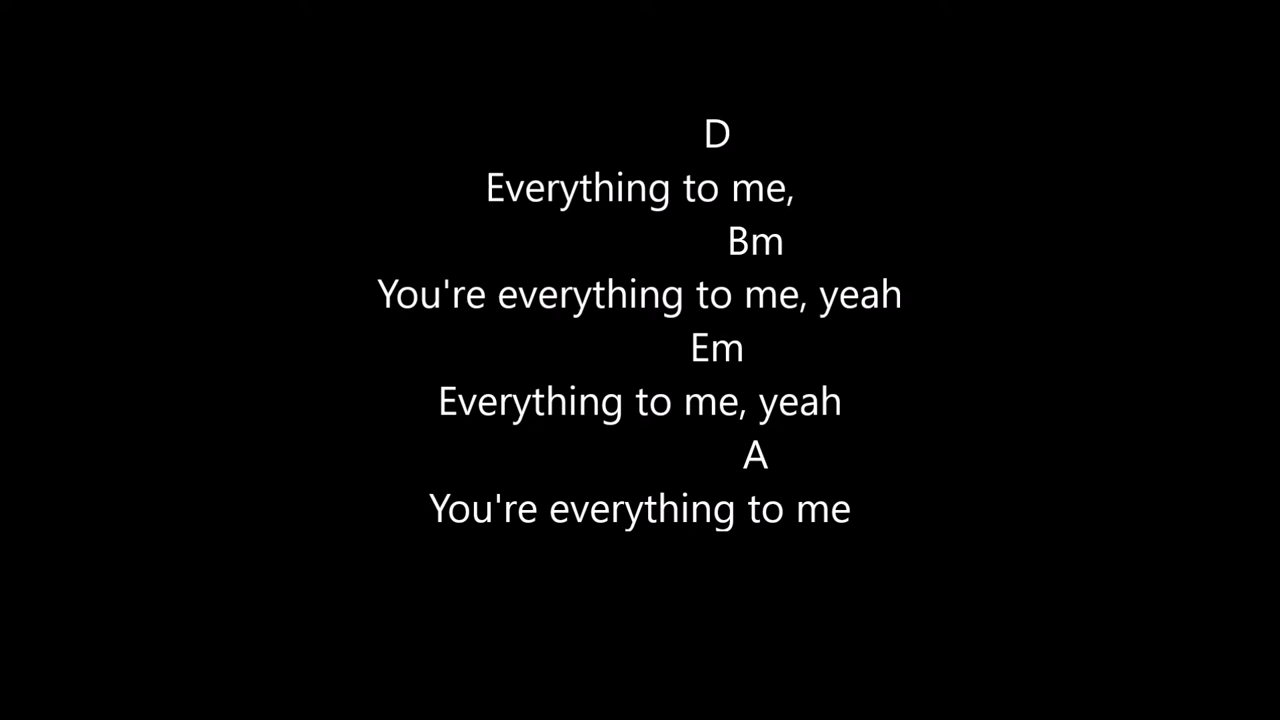 D
Everything to me,
Bm
You're everything to me, yeah
Em
Everything to me, yeah
A
You're everything to me